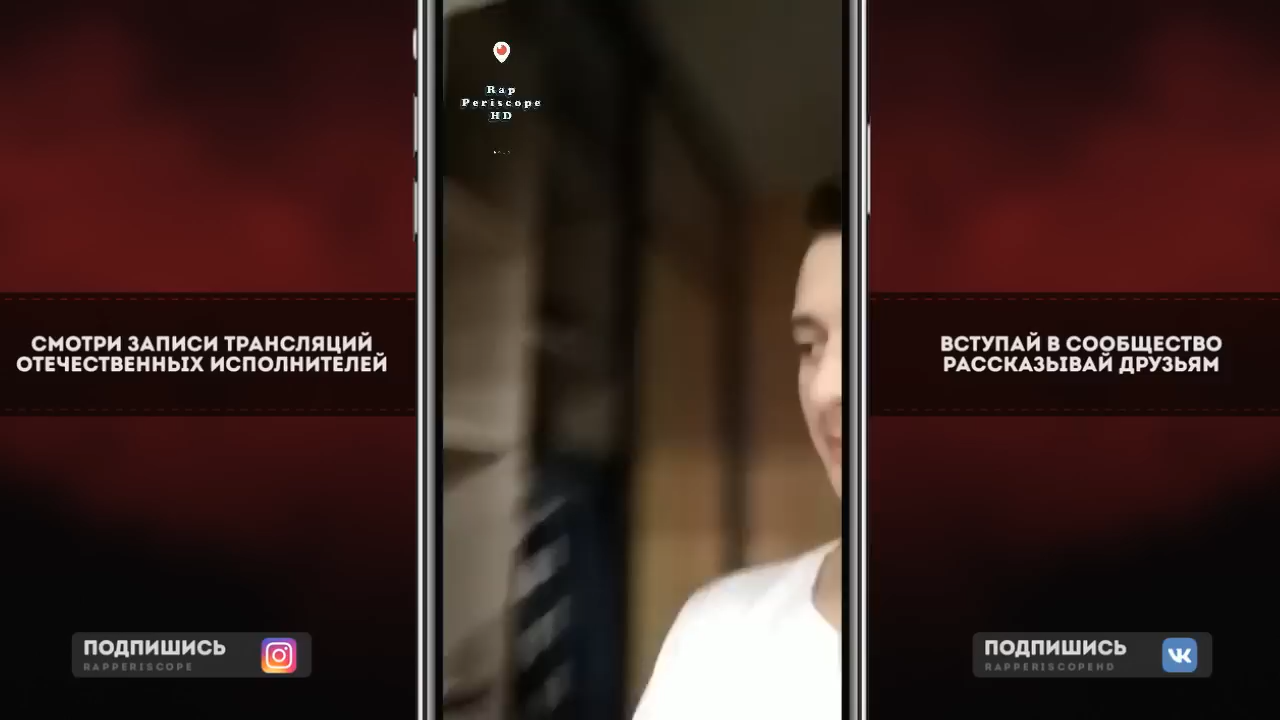 Rap
Periscope
HD
СМОТРИ ЗАПИСИ ТРАНСЛЯЦИЙ
ОТЕЧЕСТВЕННЫХ ИСПОЛНИТЕЛЕЙ
ВСТУПАЙ В СООБЩЕСТВО
РАССКАЗЫВАЙ ДРУЗЬЯМ
ПОДПИШИСЬ
RAPPERISCOPE
ПОДПИШИСЬ
RAPPERISCOPEHD